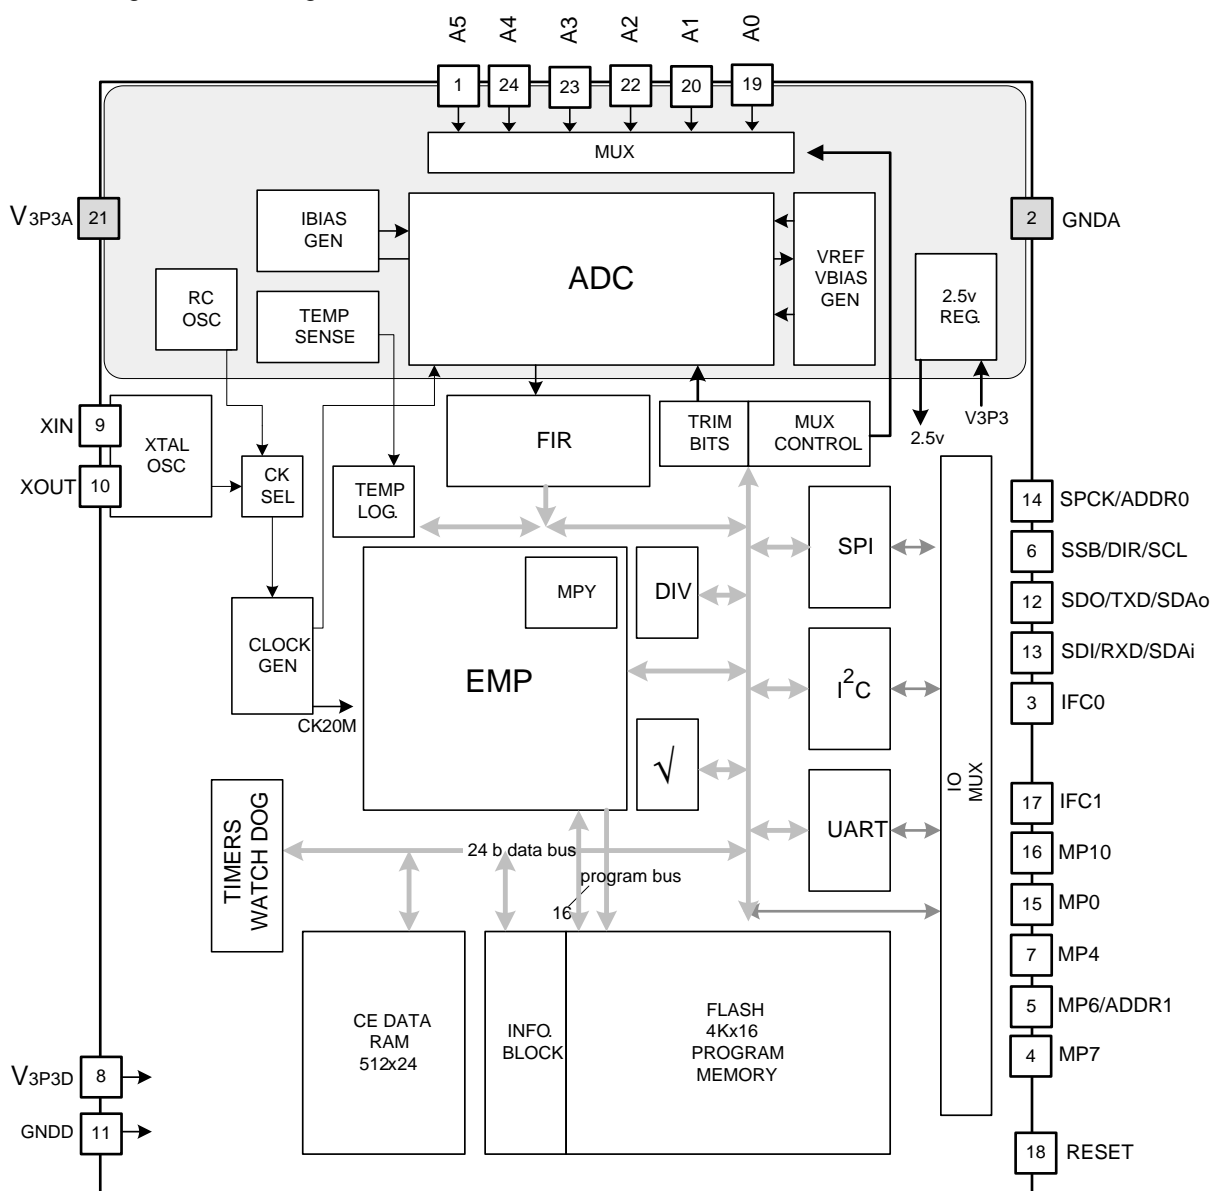 A5 A4 A3 A2 A1 A0
1 24 23 22 20 19
MUX
V3P3A 21
2 GNDA
IBIAS
GEN
ADC
VREF
VBIAS
GEN
2.5v
REG.
RC
OSC
TEMP
SENSE
V3P3
2.5v
XIN 9
XOUT 10
XTAL
OSC
CK
SEL
TEMP
LOG.
FIR
TRIM
BITS
MUX
CONTROL
14 SPCK/ADDR0
6 SSB/DIR/SCL
12 SDO/TXD/SDAo
13 SDI/RXD/SDAi
3 IFC0
SPI
MPY
DIV
CLOCK
GEN
CK20M
EMP
I2C
√
UART
IO
MUX
17 IFC1
16 MP10
15 MP0
7 MP4
5 MP6/ADDR1
4 MP7
TIMERS
WATCH DOG
24 b data bus
program bus
16
CE DATA
RAM
512x24
INFO.
BLOCK
FLASH
4Kx16
PROGRAM
MEMORY
V3P3D 8
GNDD 11
18 RESET